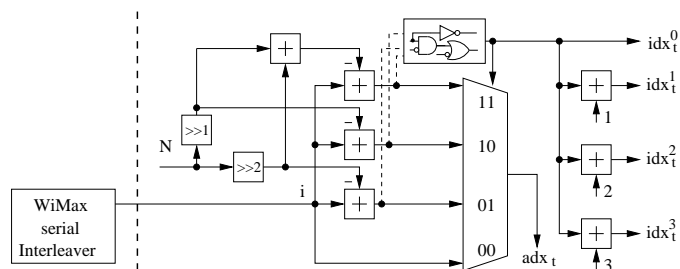 idx_t^0
11
idx_t^1
1
>>1
N
10
>>2
idx_t^2
2
WiMax
serial
Interleaver
i
01
00
adx_t
idx_t^3
3